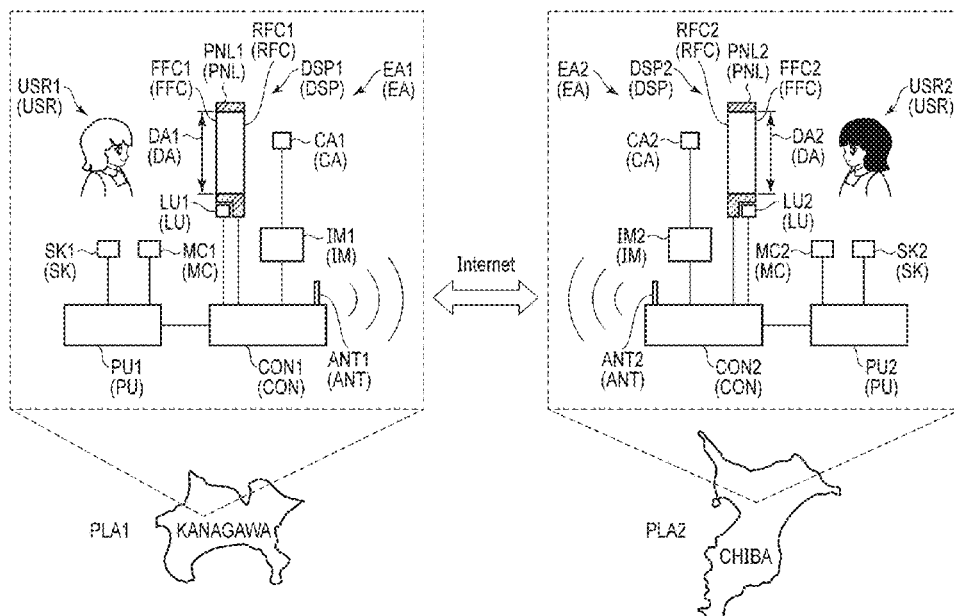 RFC1
(RFC)
PNL1
(PNL)
DSP1
(DSP)
FFC1
(FFC)
EA1
(EA)
USR1
(USR)
DA1
(DA)
CA1
(CA)
LU1
(LU)
SK1
(SK)
MC1
(MC)
IM1
(IM)
PU1
(PU)
CON1
(CON)
ANT1
(ANT)
Internet
RFC2
(RFC)
PNL2
(PNL)
EA2
(EA)
DSP2
(DSP)
FFC2
(FFC)
USR2
(USR)
CA2
(CA)
DA2
(DA)
LU2
(LU)
IM2
(IM)
MC2
(MC)
SK2
(SK)
ANT2
(ANT)
CON2
(CON)
PU2
(PU)
PLA1
KANAGAWA
PLA2
CHIBA